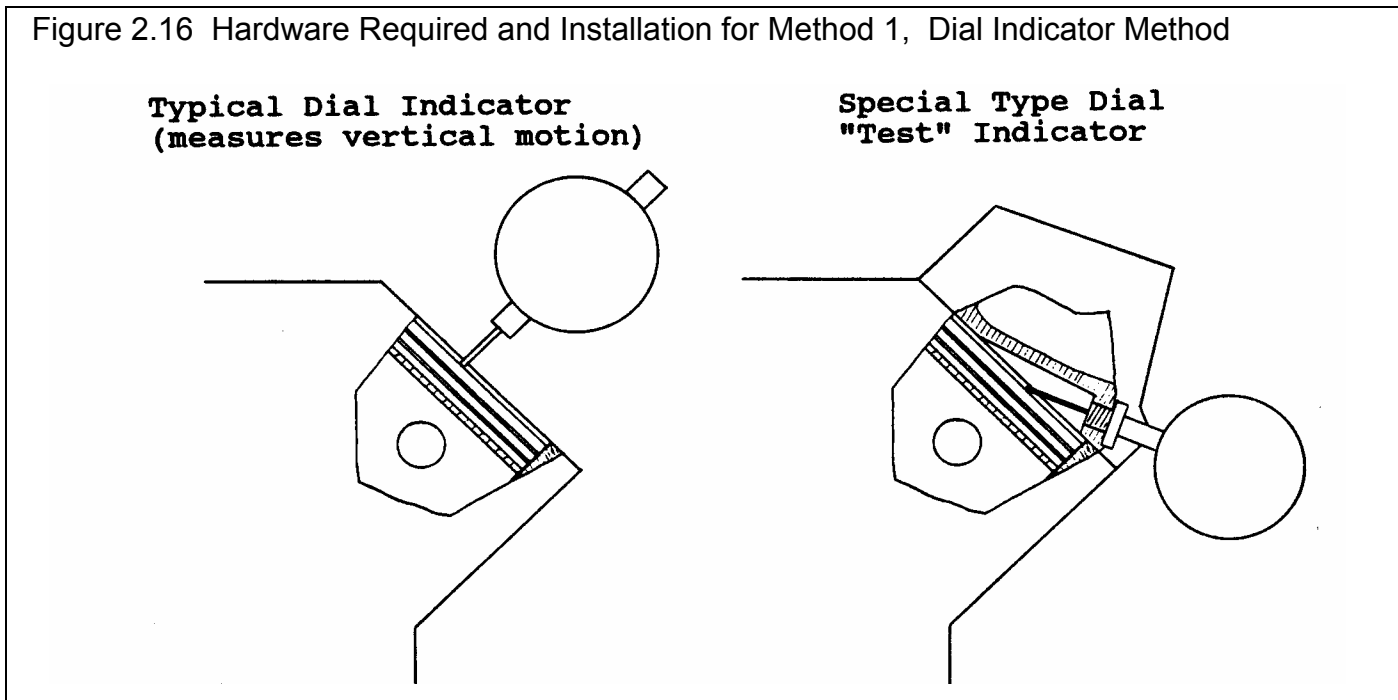 Figure 2.16 Hardware Required and Installation for Method 1, Dial Indicator Method
Typical Dial Indicator
(measures vertical motion)
Special Type Dial
"Test" Indicator